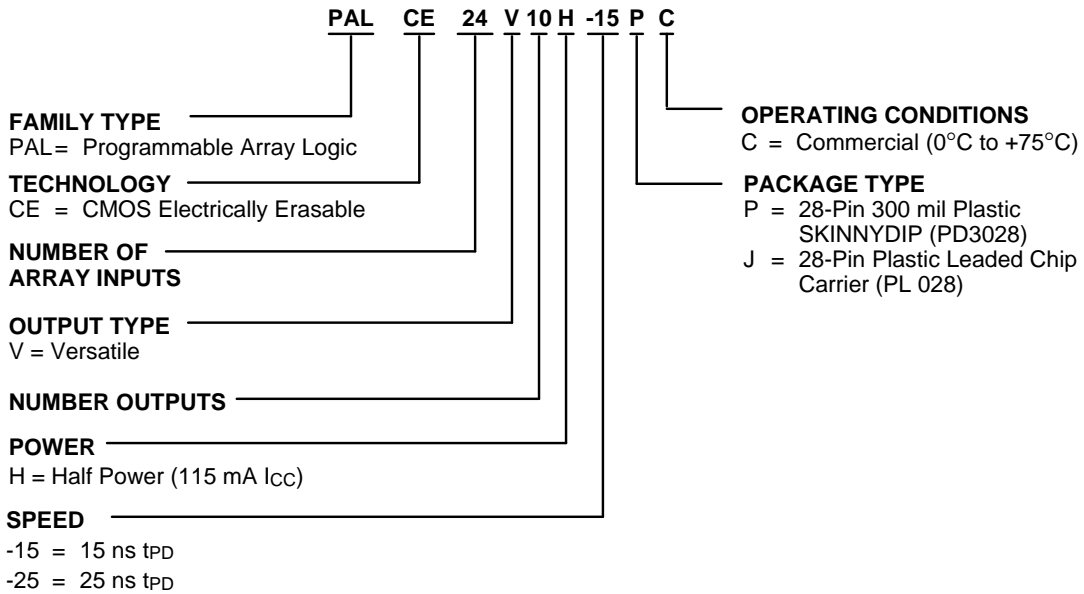 PAL CE 24 V 10 H -15 P C
FAMILY TYPE
PAL= Programmable Array Logic
TECHNOLOGY
CE = CMOS Electrically Erasable
NUMBER OF
ARRAY INPUTS
OUTPUT TYPE
V = Versatile
NUMBER OUTPUTS
POWER
H = Half Power (115 mA ICC)
SPEED
-15 = 15 ns tPD
-25 = 25 ns tPD
OPERATING CONDITIONS
C = Commercial (0°C to +75°C)
PACKAGE TYPE
P = 28-Pin 300 mil Plastic
SKINNYDIP (PD3028)
J = 28-Pin Plastic Leaded Chip
Carrier (PL 028)